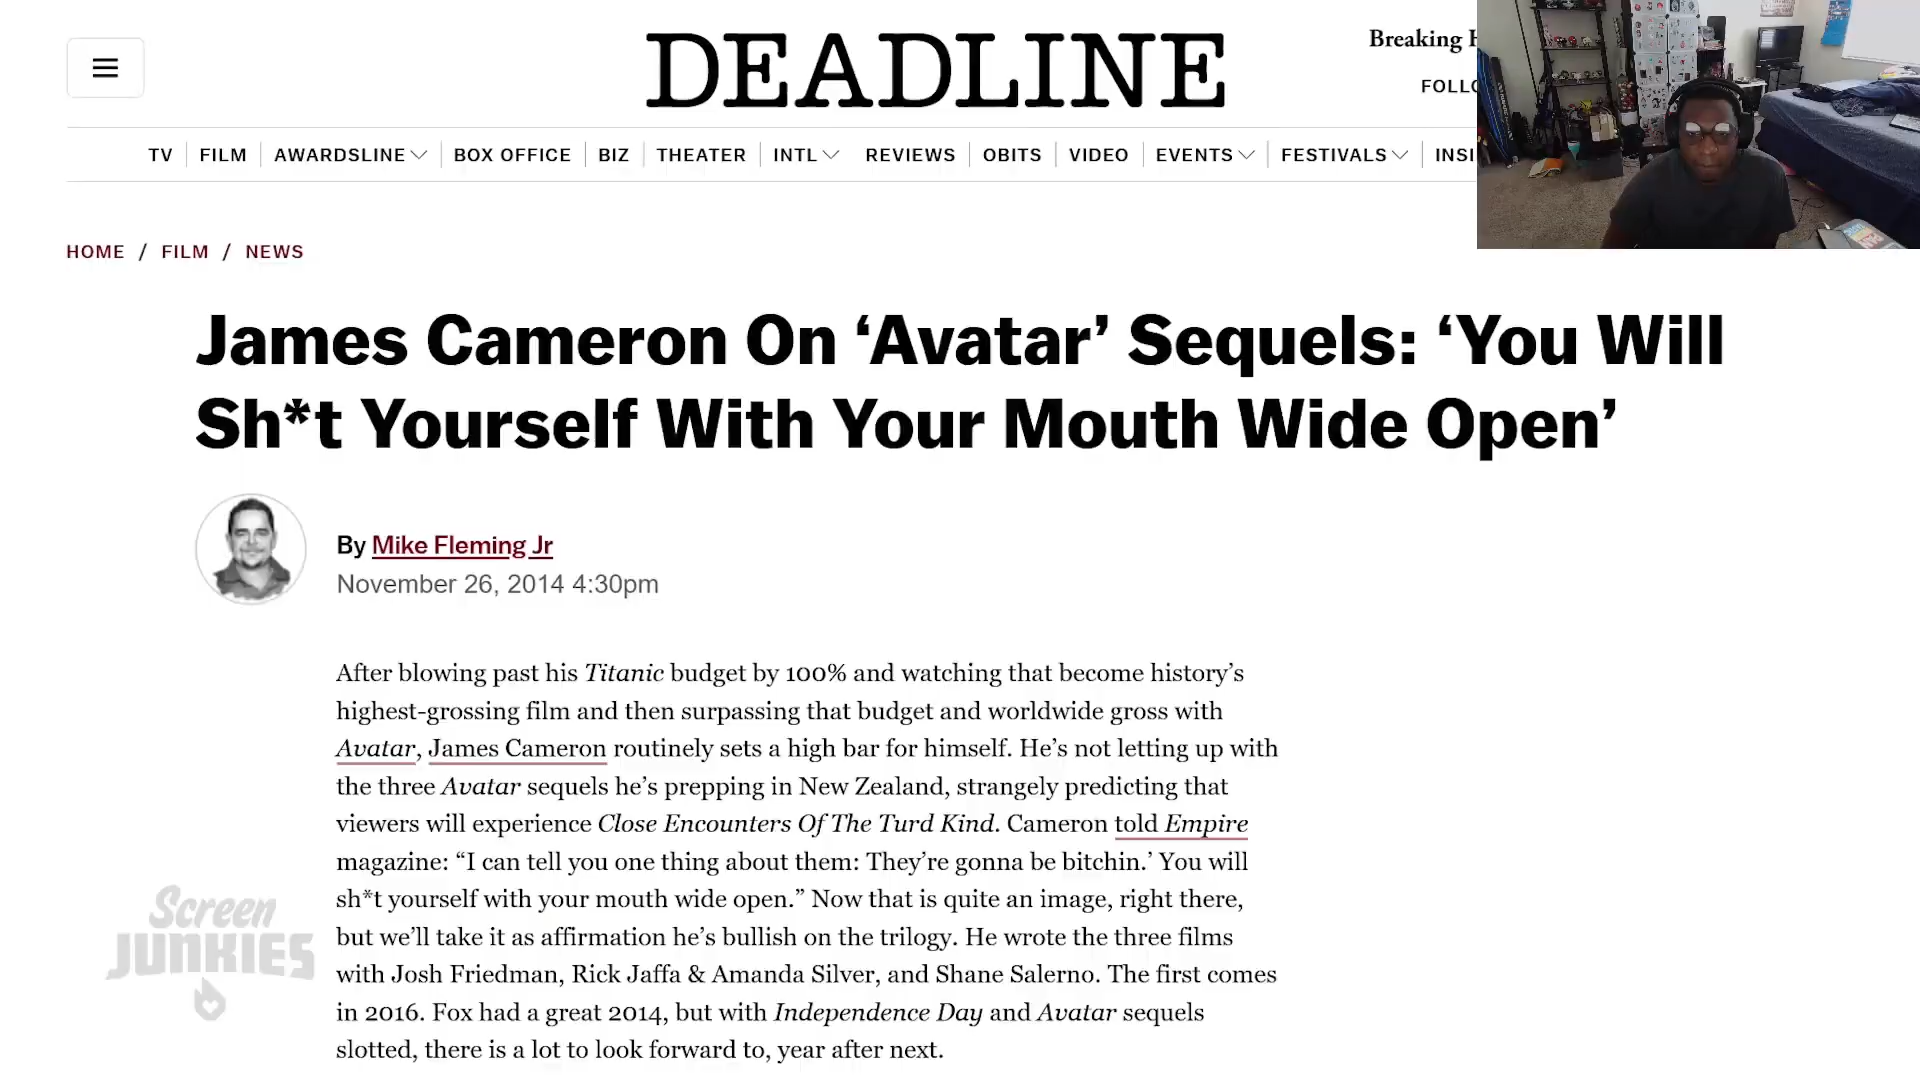 DEADLINE
Breaking
TV FILM AWARDSLINE BOX OFFICE BIZ THEATER INTL REVIEWS OBITS VIDEO EVENTS FESTIVALS
HOME / FILM / NEWS
James Cameron On ‘Avatar’ Sequels: ‘You Will
Sh*t Yourself With Your Mouth Wide Open’
By Mike Fleming Jr
November 26, 2014 4:30pm
After blowing past his Titanic budget by 100% and watching that become history’s
highest-grossing film and then surpassing that budget and worldwide gross with
Avatar, James Cameron routinely sets a high bar for himself. He’s not letting up with
the three Avatar sequels he’s prepping in New Zealand, strangely predicting that
viewers will experience Close Encounters Of The Turd Kind. Cameron told Empire
magazine: “I can tell you one thing about them: They’re gonna be bitchin.’ You will
sh*t yourself with your mouth wide open.” Now that is quite an image, right there,
but we’ll take it as affirmation he’s bullish on the trilogy. He wrote the three films
with Josh Friedman, Rick Jaffa & Amanda Silver, and Shane Salerno. The first comes
in 2016. Fox had a great 2014, but with Independence Day and Avatar sequels
slotted, there is a lot to look forward to, year after next.
Screen
JUNKIES